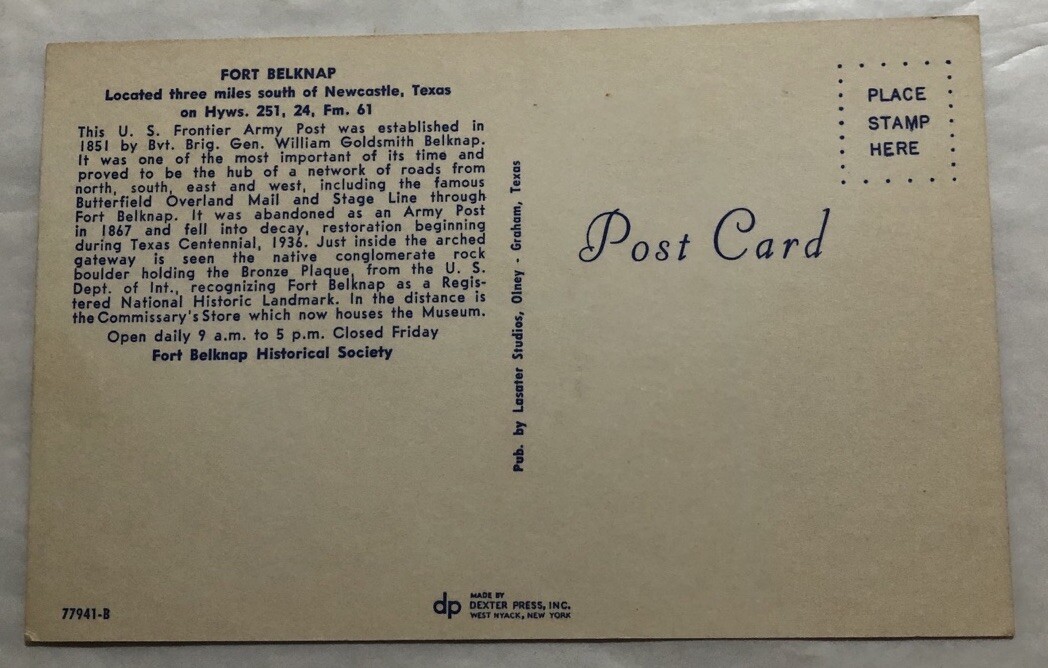 FORT BELKNAP
Located three miles south of Newcastle, Texas
on Hyws. 251, 24, Fm. 61
This U. S. Frontier Army Post was established in
1851 by Bvt. Brig. Gen. William Goldsmith Belknap.
It was one of the most important of its time and
proved to be the hub of a network of roads from
north, south, east and west, including the famous
Butterfield Overland Mail and Stage Line through
Fort Belknap. It was abandoned as an Army Post
in 1867 and fell into decay, restoration beginning
during Texas Centennial, 1936. Just inside the arched
gateway is seen the native conglomerate rock
boulder holding the Bronze Plaque, from the U. S.
Dept. of Int., recognizing Fort Belknap as a Regis-
tered National Historic Landmark. In the distance is
the Commissary's Store which now houses the Museum.
Open daily 9 a.m. to 5 p.m. Closed Friday
Fort Belknap Historical Society
77941-B
Pub. by Lasater Studios, Olney - Graham, Texas
dp
MADE BY
DEXTER PRESS, INC.
WEST NYACK, NEW YORK
PLACE
STAMP
HERE
Post Card